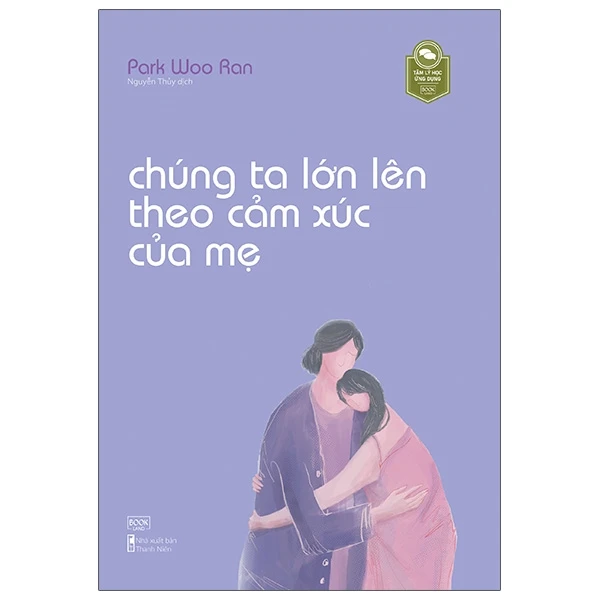 Park Woo Ran
Nguyễn Thủy dịch
TÂM LÝ HỌC
ỨNG DỤNG
BOOK
LAND
chúng ta lớn lên
theo cảm xúc
của mẹ
BOOK
LAND
Nhà xuất bản
Thanh Niên